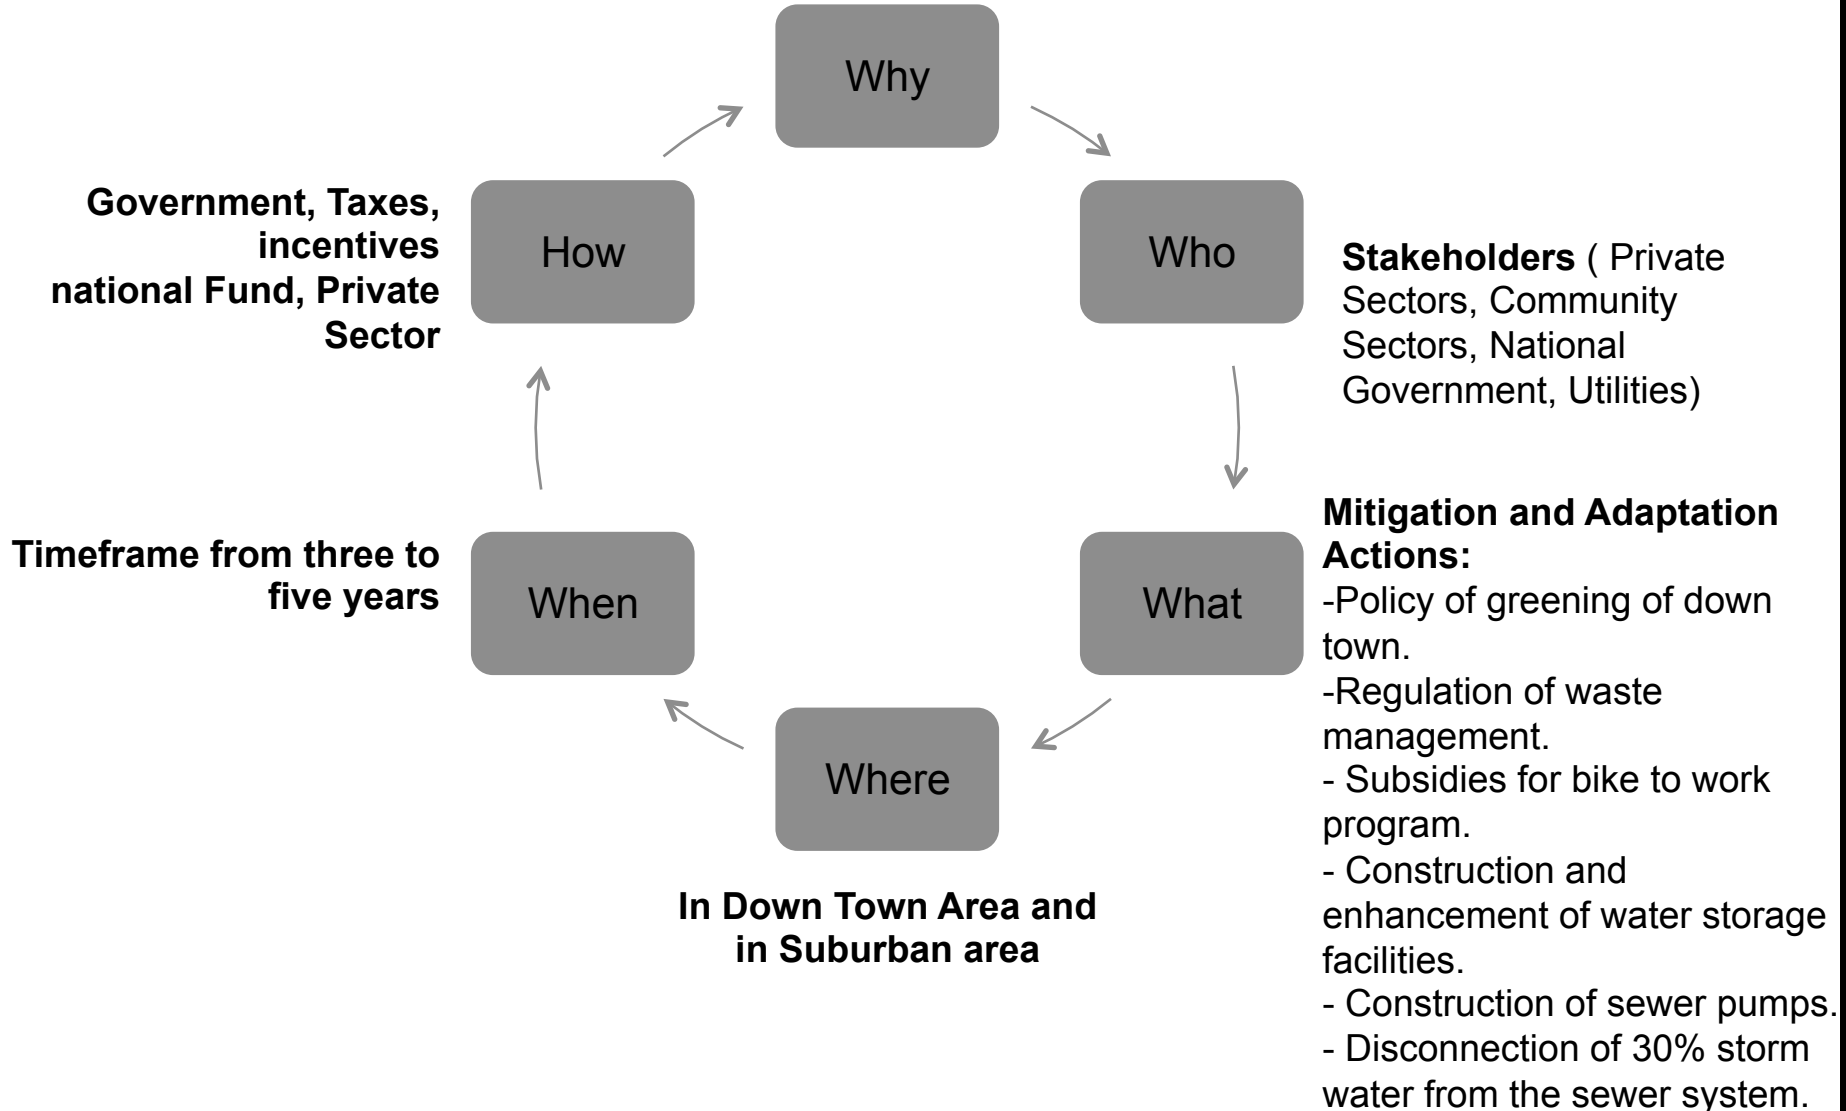 Why
Who
Stakeholders ( Private
Sectors, Community
Sectors, National
Government, Utilities)
What
Mitigation and Adaptation
Actions:
-Policy of greening of down
town.
-Regulation of waste
management.
- Subsidies for bike to work
program.
- Construction and
enhancement of water storage
facilities.
- Construction of sewer pumps.
- Disconnection of 30% storm
water from the sewer system.
Where
In Down Town Area and
in Suburban area
When
Timeframe from three to
five years
How
Government, Taxes,
incentives
national Fund, Private
Sector